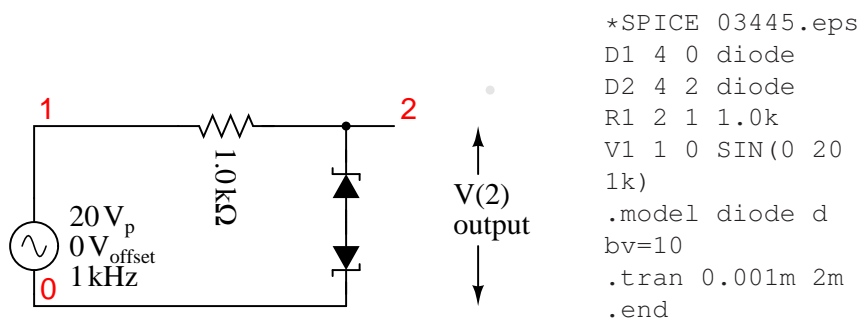 1
2
1.0kΩ
20 Vp
0 Voffset
1 kHz
0
V(2)
output
*SPICE 03445.eps
D1 4 0 diode
D2 4 2 diode
R1 2 1 1.0k
V1 1 0 SIN(0 20
1k)
.model diode d
bv=10
.tran 0.001m 2m
.end